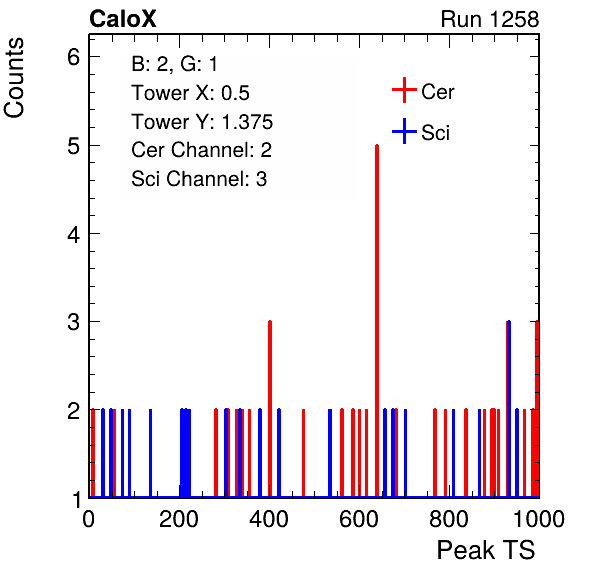 CaloX Run 1258
Counts
B: 2, G: 1
Tower X: 0.5
Tower Y: 1.375
Cer Channel: 2
Sci Channel: 3
Cer
Sci
6
5
4
3
2
1
0 200 400 600 800 1000
Peak TS